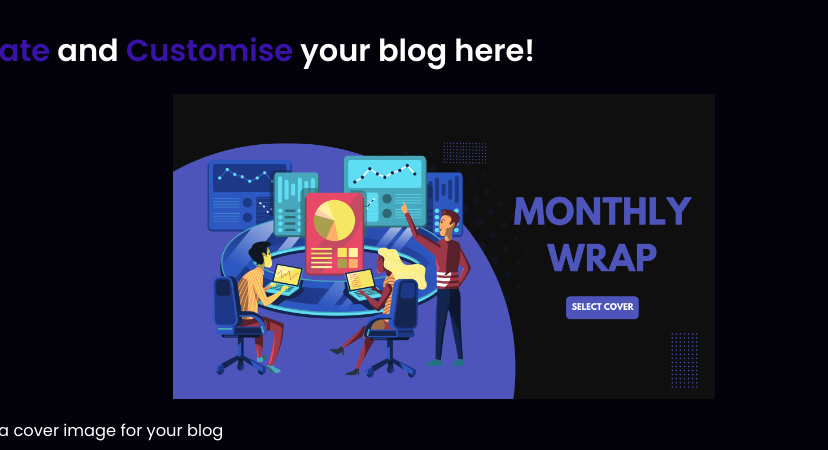 ate and Customise your blog here!
MONTHLY
WRAP
SELECT COVER
a cover image for your blog